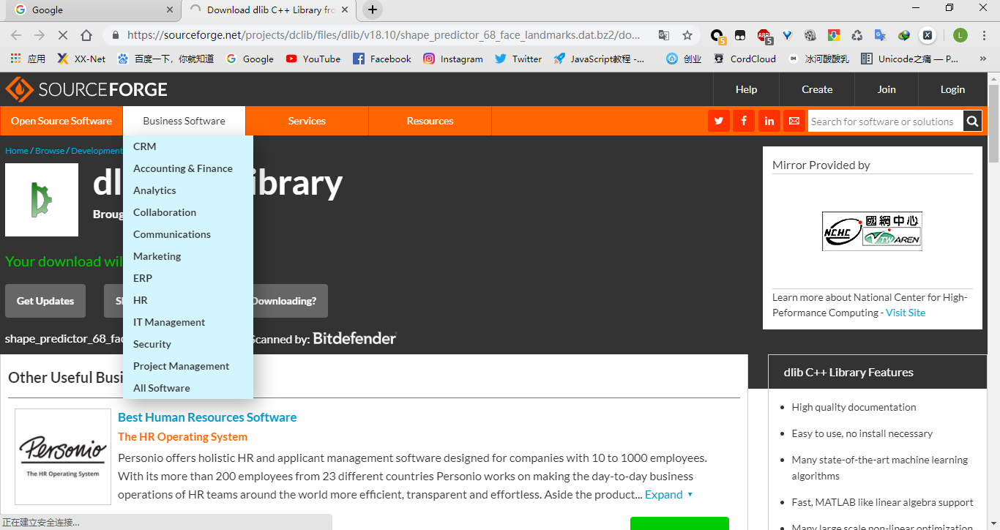 Google
Download dlib C++ Library fro
https://sourceforge.net/projects/dclib/files/dlib/v18.10/shape_predictor_68_face_landmarks.dat.bz2/do...
5
ABP
5
L
应用
XX-Net
百度一下，你就知道
Google
YouTube
Facebook
Instagram
Twitter
JavaScript教程 -...
创业
CordCloud
IM
冰河酸酸乳
Unicode之痛 — P...
SOURCEFORGE
Help
Create
Join
Login
Open Source Software
Business Software
Services
Resources
Search for software or solutions
Home / Browse / Development
CRM
Accounting & Finance
Analytics
Collaboration
Communications
Marketing
ERP
HR
IT Management
Security
Project Management
All Software
dl
ibrary
Broug
Your download wil
Get Updates
Downloading?
shape_predictor_68_fac
Scanned by: Bitdefender
Mirror Provided by
國網中心
NCHC
TWAREN
Learn more about National Center for High-
Peformance Computing - Visit Site
Other Useful Busi
Personio
The HR Operating System
Best Human Resources Software
The HR Operating System
Personio offers holistic HR and applicant management software designed for companies with 10 to 1000 employees.
With its more than 200 employees from 23 different countries Personio works on making the day-to-day business
operations of HR teams around the world more efficient, transparent and effortless. Aside the product... Expand
dlib C++ Library Features
High quality documentation
Easy to use, no install necessary
Many state-of-the-art machine learning
algorithms
Fast, MATLAB like linear algebra support
Many large scale non-linear optimization
正在建立安全连接...